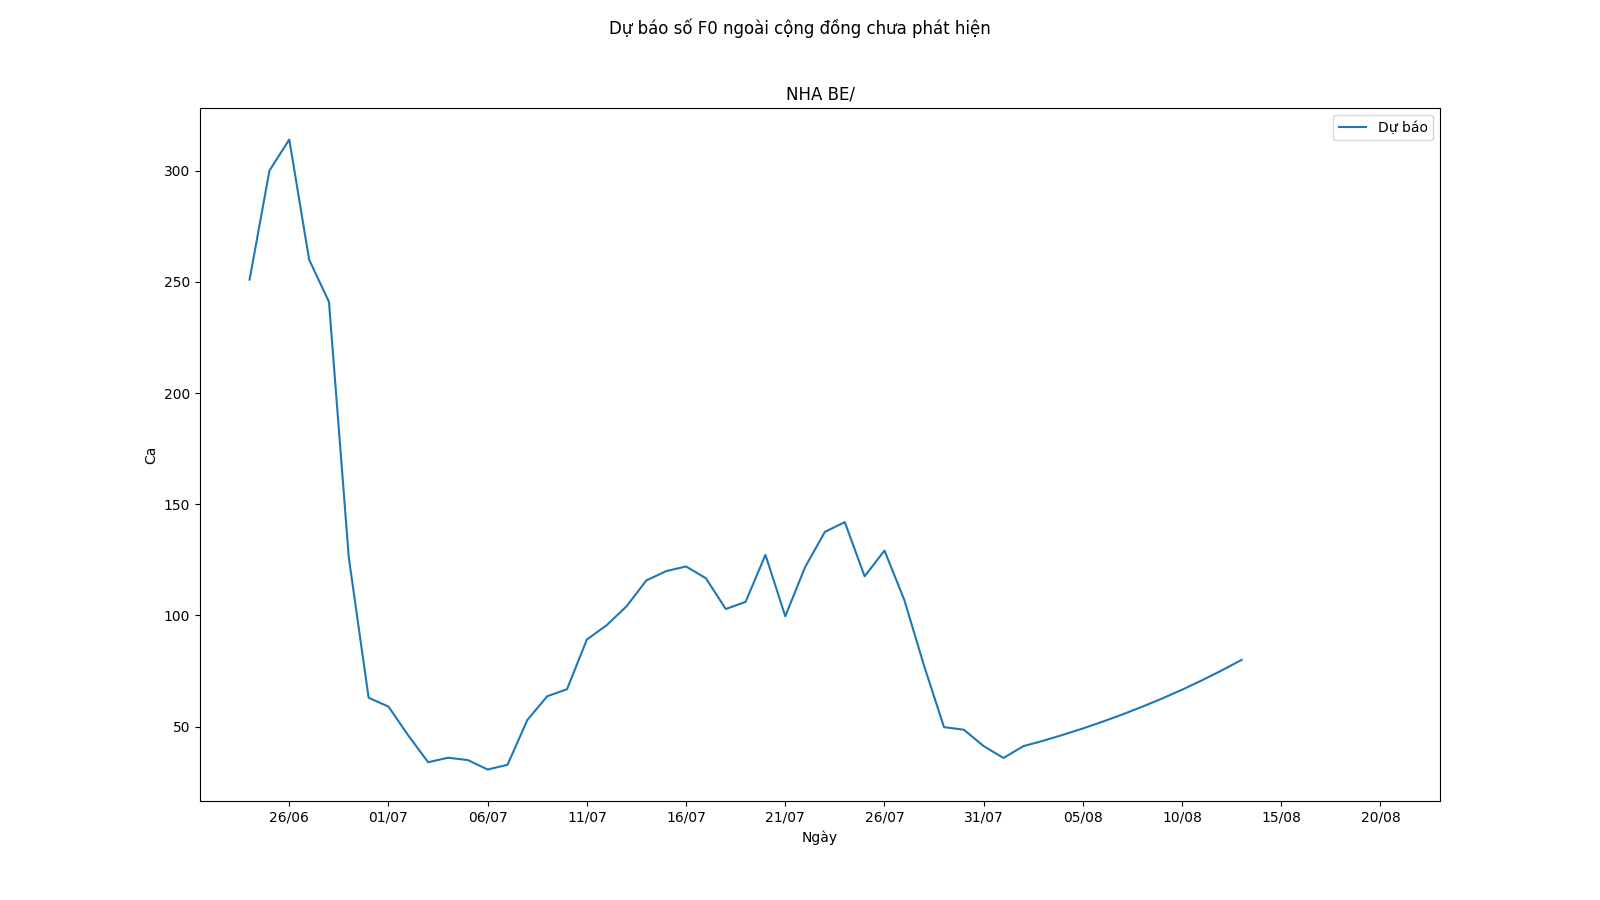 Dự báo số F0 ngoài cộng đồng chưa phát hiện
NHA BE/
Dự báo
300
250
200
150
100
50
Ca
26/06 01/07 06/07 11/07 16/07 21/07 26/07 31/07 05/08 10/08 15/08 20/08
Ngày